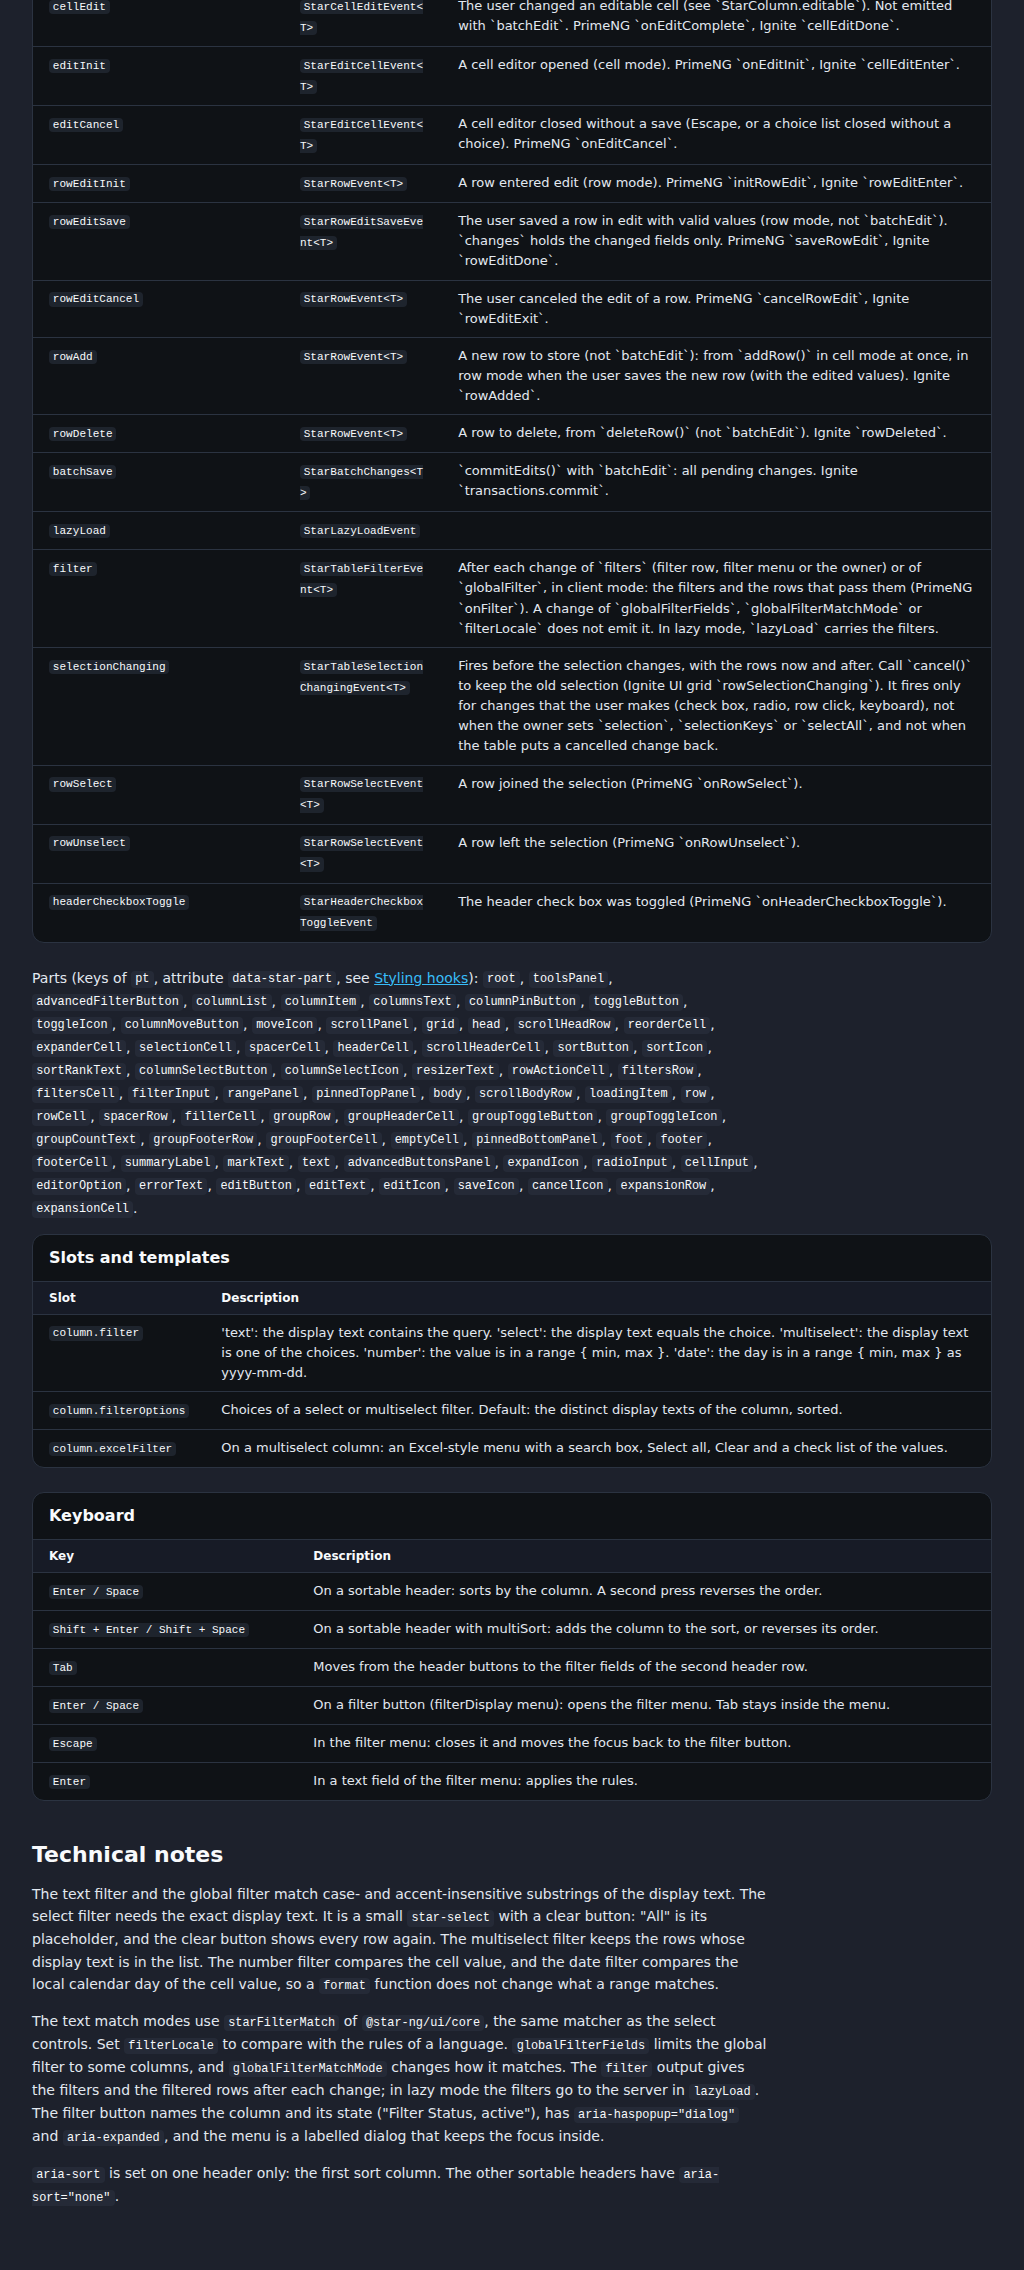 cellEdit StarCellEditEvent< The user changed an editable cell (see `StarColumn.editable`). Not emitted
T> with `batchEdit`. PrimeNG `onEditComplete`, Ignite `cellEditDone`.
editInit StarEditCellEvent< A cell editor opened (cell mode). PrimeNG `onEditInit`, Ignite `cellEditEnter`.
T>
editCancel StarEditCellEvent< A cell editor closed without a save (Escape, or a choice list closed without a
T> choice). PrimeNG `onEditCancel`.
rowEditInit StarRowEvent<T> A row entered edit (row mode). PrimeNG `initRowEdit`, Ignite `rowEditEnter`.
rowEditSave StarRowEditSaveEve The user saved a row in edit with valid values (row mode, not `batchEdit`).
nt<T> `changes` holds the changed fields only. PrimeNG `saveRowEdit`, Ignite
`rowEditDone`.
rowEditCancel StarRowEvent<T> The user canceled the edit of a row. PrimeNG `cancelRowEdit`, Ignite
`rowEditExit`.
rowAdd StarRowEvent<T> A new row to store (not `batchEdit`): from `addRow()` in cell mode at once, in
row mode when the user saves the new row (with the edited values). Ignite
`rowAdded`.
rowDelete StarRowEvent<T> A row to delete, from `deleteRow()` (not `batchEdit`). Ignite `rowDeleted`.
batchSave StarBatchChanges<T `commitEdits()` with `batchEdit`: all pending changes. Ignite
> `transactions.commit`.
lazyLoad StarLazyLoadEvent
filter StarTableFilterEve After each change of `filters` (filter row, filter menu or the owner) or of
nt<T> `globalFilter`, in client mode: the filters and the rows that pass them (PrimeNG
`onFilter`). A change of `globalFilterFields`, `globalFilterMatchMode` or
`filterLocale` does not emit it. In lazy mode, `lazyLoad` carries the filters.
selectionChanging StarTableSelection Fires before the selection changes, with the rows now and after. Call `cancel()`
ChangingEvent<T> to keep the old selection (Ignite UI grid `rowSelectionChanging`). It fires only
for changes that the user makes (check box, radio, row click, keyboard), not
when the owner sets `selection`, `selectionKeys` or `selectAll`, and not when
the table puts a cancelled change back.
rowSelect StarRowSelectEvent A row joined the selection (PrimeNG `onRowSelect`).
<T>
rowUnselect StarRowSelectEvent A row left the selection (PrimeNG `onRowUnselect`).
<T>
headerCheckboxToggle StarHeaderCheckbox The header check box was toggled (PrimeNG `onHeaderCheckboxToggle`).
ToggleEvent
Parts (keys of pt, attribute data-star-part, see Styling hooks): root, toolsPanel,
advancedFilterButton, columnList, columnItem, columnsText, columnPinButton, toggleButton,
toggleIcon, columnMoveButton, moveIcon, scrollPanel, grid, head, scrollHeadRow, reorderCell,
expanderCell, selectionCell, spacerCell, headerCell, scrollHeaderCell, sortButton, sortIcon,
sortRankText, columnSelectButton, columnSelectIcon, resizerText, rowActionCell, filtersRow,
filtersCell, filterInput, rangePanel, pinnedTopPanel, body, scrollBodyRow, loadingItem, row,
rowCell, spacerRow, fillerCell, groupRow, groupHeaderCell, groupToggleButton, groupToggleIcon,
groupCountText, groupFooterRow, groupFooterCell, emptyCell, pinnedBottomPanel, foot, footer,
footerCell, summaryLabel, markText, text, advancedButtonsPanel, expandIcon, radioInput, cellInput,
editorOption, errorText, editButton, editText, editIcon, saveIcon, cancelIcon, expansionRow,
expansionCell.
Slots and templates
Slot Description
column.filter 'text': the display text contains the query. 'select': the display text equals the choice. 'multiselect': the display text
is one of the choices. 'number': the value is in a range { min, max }. 'date': the day is in a range { min, max } as
yyyy-mm-dd.
column.filterOptions Choices of a select or multiselect filter. Default: the distinct display texts of the column, sorted.
column.excelFilter On a multiselect column: an Excel-style menu with a search box, Select all, Clear and a check list of the values.
Keyboard
Key Description
Enter / Space On a sortable header: sorts by the column. A second press reverses the order.
Shift + Enter / Shift + Space On a sortable header with multiSort: adds the column to the sort, or reverses its order.
Tab Moves from the header buttons to the filter fields of the second header row.
Enter / Space On a filter button (filterDisplay menu): opens the filter menu. Tab stays inside the menu.
Escape In the filter menu: closes it and moves the focus back to the filter button.
Enter In a text field of the filter menu: applies the rules.
Technical notes
The text filter and the global filter match case- and accent-insensitive substrings of the display text. The
select filter needs the exact display text. It is a small star-select with a clear button: "All" is its
placeholder, and the clear button shows every row again. The multiselect filter keeps the rows whose
display text is in the list. The number filter compares the cell value, and the date filter compares the
local calendar day of the cell value, so a format function does not change what a range matches.
The text match modes use starFilterMatch of @star-ng/ui/core, the same matcher as the select
controls. Set filterLocale to compare with the rules of a language. globalFilterFields limits the global
filter to some columns, and globalFilterMatchMode changes how it matches. The filter output gives
the filters and the filtered rows after each change; in lazy mode the filters go to the server in lazyLoad.
The filter button names the column and its state ("Filter Status, active"), has aria-haspopup="dialog"
and aria-expanded, and the menu is a labelled dialog that keeps the focus inside.
aria-sort is set on one header only: the first sort column. The other sortable headers have aria-
sort="none".